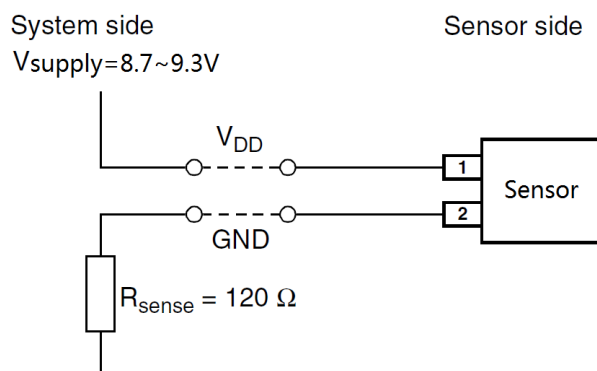 System side
Sensor side
Vsupply=8.7~9.3V
VDD
1
Sensor
2
GND
Rsense = 120 Ω